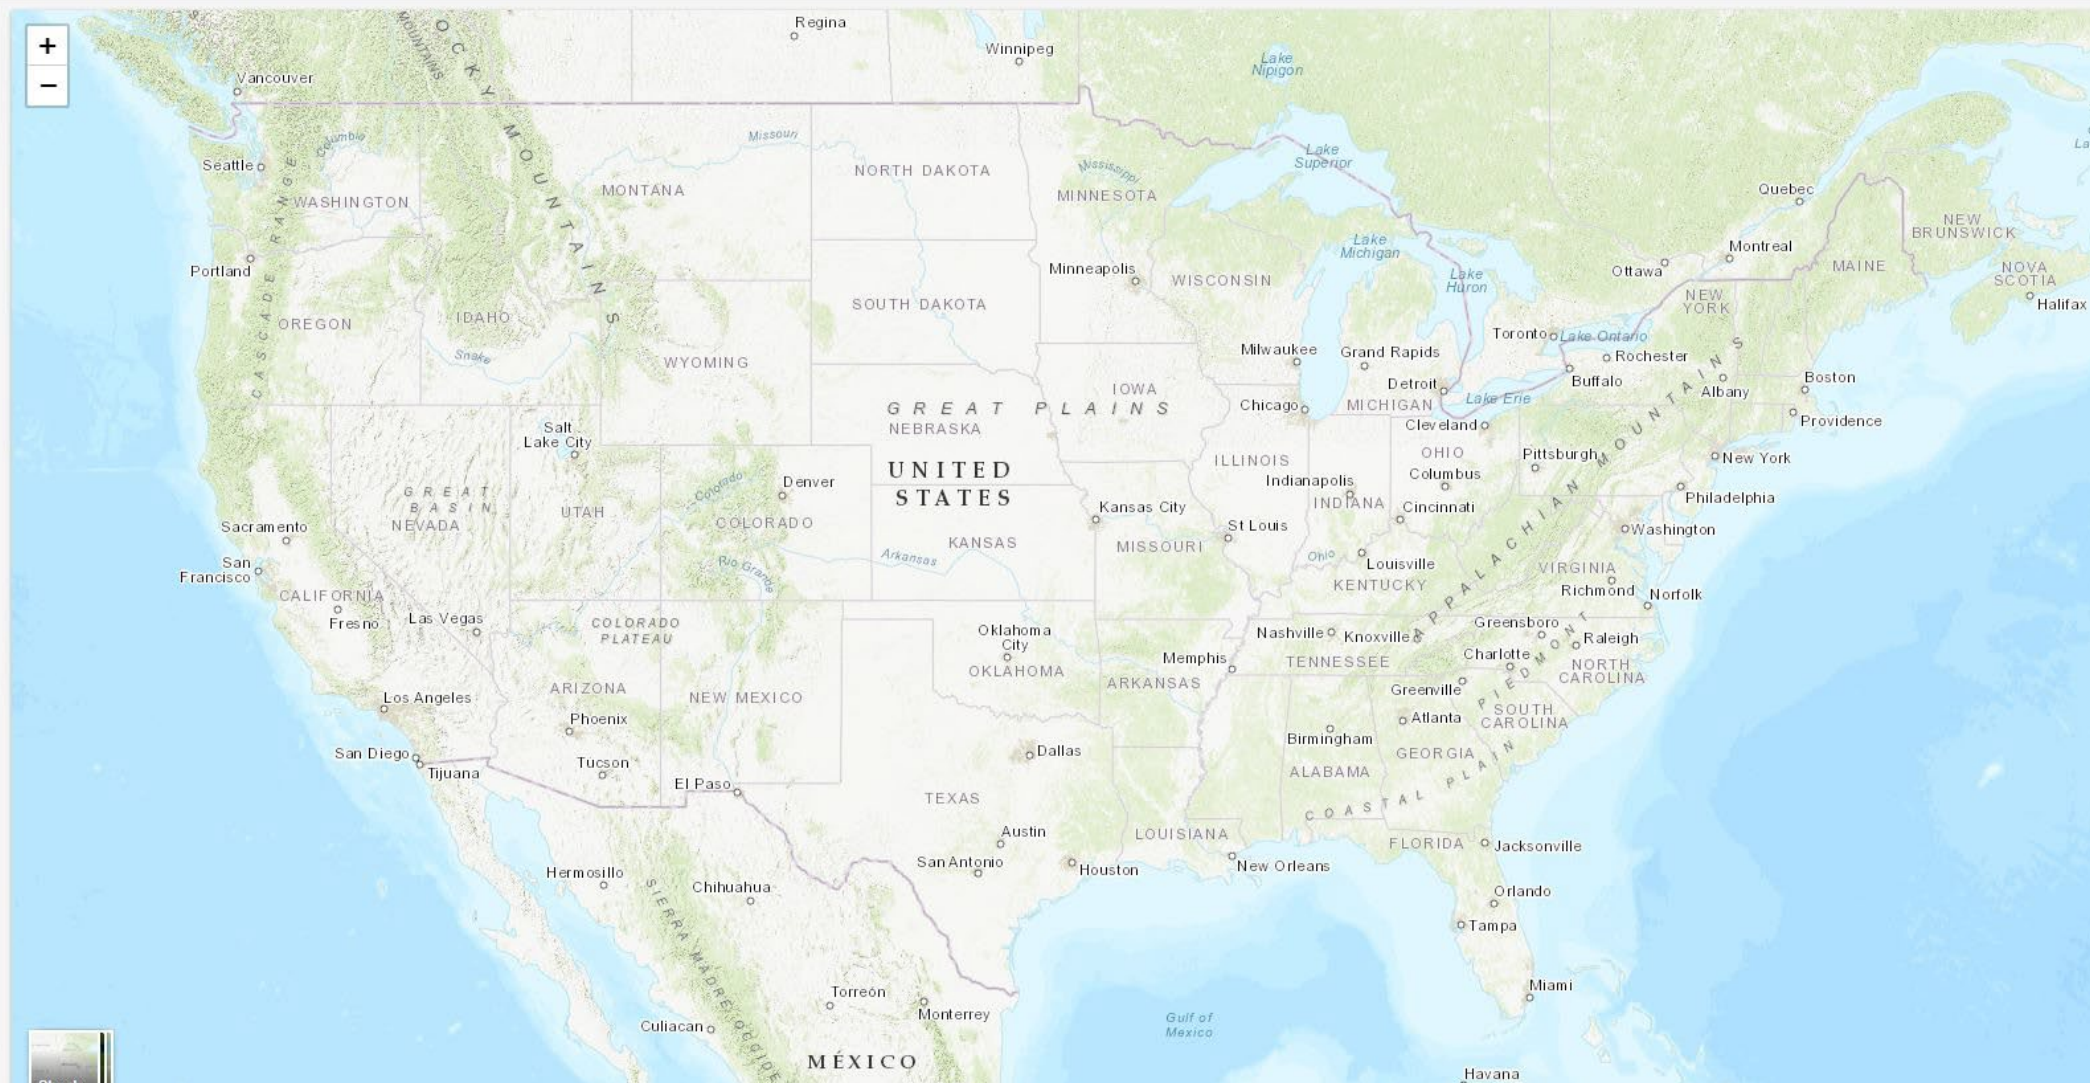 +
−
Regina
Winnipeg
Vancouver
Lake
Nipigon
ROCKY MOUNTAINS
MOUNTAINS
Columbia
Missouri
Seattle
WASHINGTON
MONTANA
NORTH DAKOTA
Mississippi
MINNESOTA
Lake
Superior
Quebec
NEW
BRUNSWICK
Portland
CASCADE RANGE
Minneapolis
WISCONSIN
Lake
Michigan
Lake
Huron
Ottawa
Montreal
MAINE
NOVA
SCOTIA
Halifax
OREGON
IDAHO
SOUTH DAKOTA
NEW
YORK
Snake
WYOMING
Milwaukee
Grand Rapids
Toronto
Lake Ontario
Rochester
Buffalo
Detroit
MICHIGAN
Lake Erie
Albany
Boston
Providence
IOWA
GREAT PLAINS
NEBRASKA
Chicago
Cleveland
Salt
Lake City
UNITED
STATES
ILLINOIS
OHIO
Pittsburgh
APPALACHIAN MOUNTAINS
New York
Philadelphia
GREAT
BASIN
NEVADA
UTAH
Colorado
Denver
COLORADO
Indianapolis
INDIANA
Columbus
Cincinnati
Washington
Sacramento
San
Francisco
KANSAS
Kansas City
MISSOURI
St Louis
Arkansas
Rio Grande
Ohio
Louisville
KENTUCKY
VIRGINIA
Richmond
Norfolk
CALIFORNIA
Fresno
Las Vegas
COLORADO
PLATEAU
Oklahoma
City
OKLAHOMA
Nashville
Knoxville
Greensboro
Raleigh
Memphis
TENNESSEE
Charlotte
NORTH
CAROLINA
PIEDMONT
ARKANSAS
Greenville
Los Angeles
ARIZONA
Phoenix
NEW MEXICO
SOUTH
CAROLINA
Atlanta
Birmingham
GEORGIA
San Diego
Tijuana
Tucson
El Paso
Dallas
ALABAMA
COASTAL PLAIN
TEXAS
Austin
LOUISIANA
FLORIDA
Jacksonville
San Antonio
Houston
New Orleans
Hermosillo
Chihuahua
Orlando
Tampa
SIERRA MADRE OCCIDE
Torreón
Monterrey
Miami
Culiacan
Gulf of
Mexico
MÉXICO
Havana